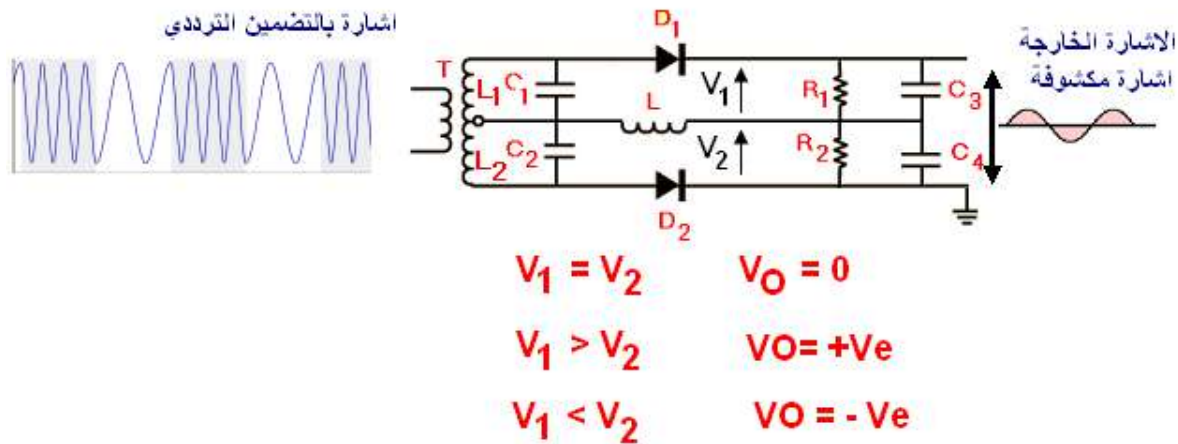 اشارة بالتضمين الترددي
الاشارة الخارجة
اشارة مكشوفة
D1
T
L1
C1
L
V1
R1
C3
L2
C2
V2
R2
C4
D2
V1 = V2
VO = 0
V1 > V2
VO= +Ve
V1 < V2
VO = - Ve